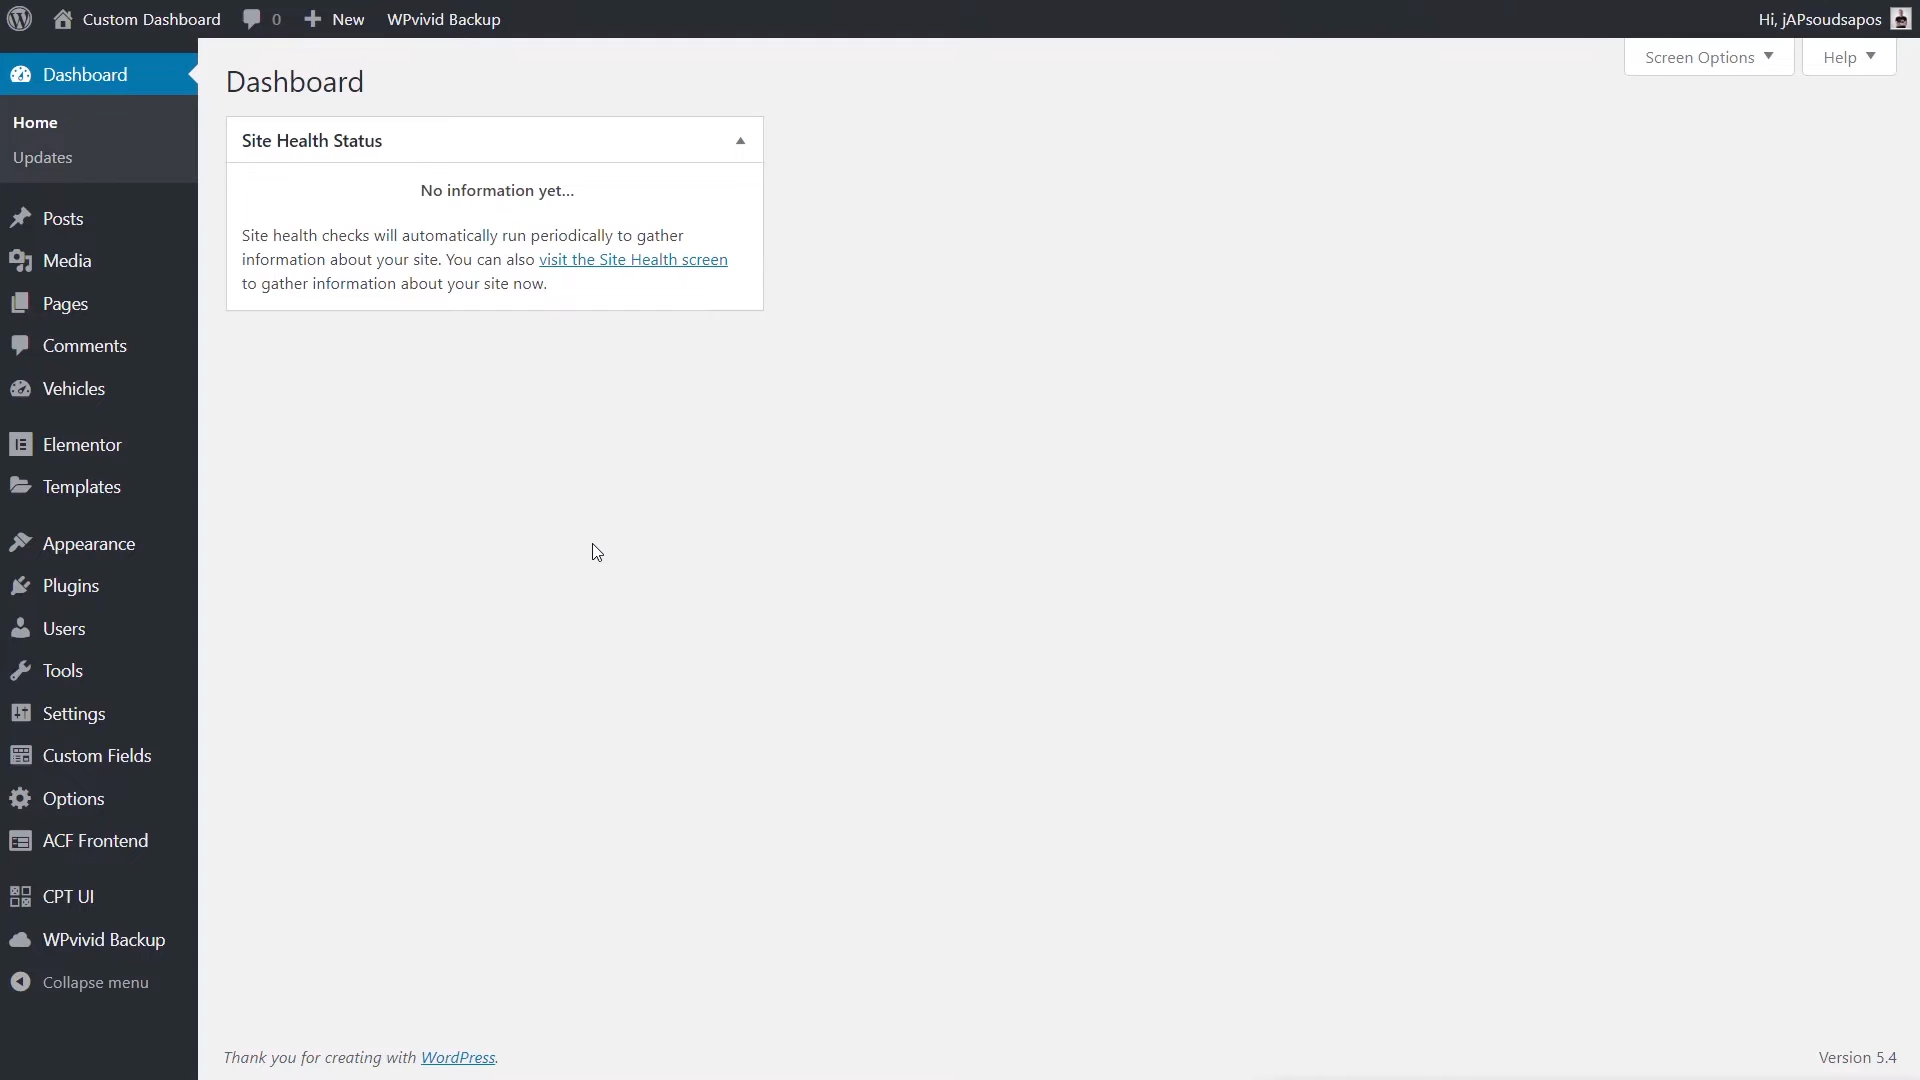 Custom Dashboard 0 New WPvivid Backup Hi, jAPsoudsapos
Screen Options Help
Dashboard
Home
Updates
Posts
Media
Pages
Comments
Vehicles
Elementor
Templates
Appearance
Plugins
Users
Tools
Settings
Custom Fields
Options
ACF Frontend
CPT UI
WPvivid Backup
Collapse menu
Dashboard
Site Health Status
No information yet...
Site health checks will automatically run periodically to gather
information about your site. You can also visit the Site Health screen
to gather information about your site now.
Thank you for creating with WordPress.
Version 5.4